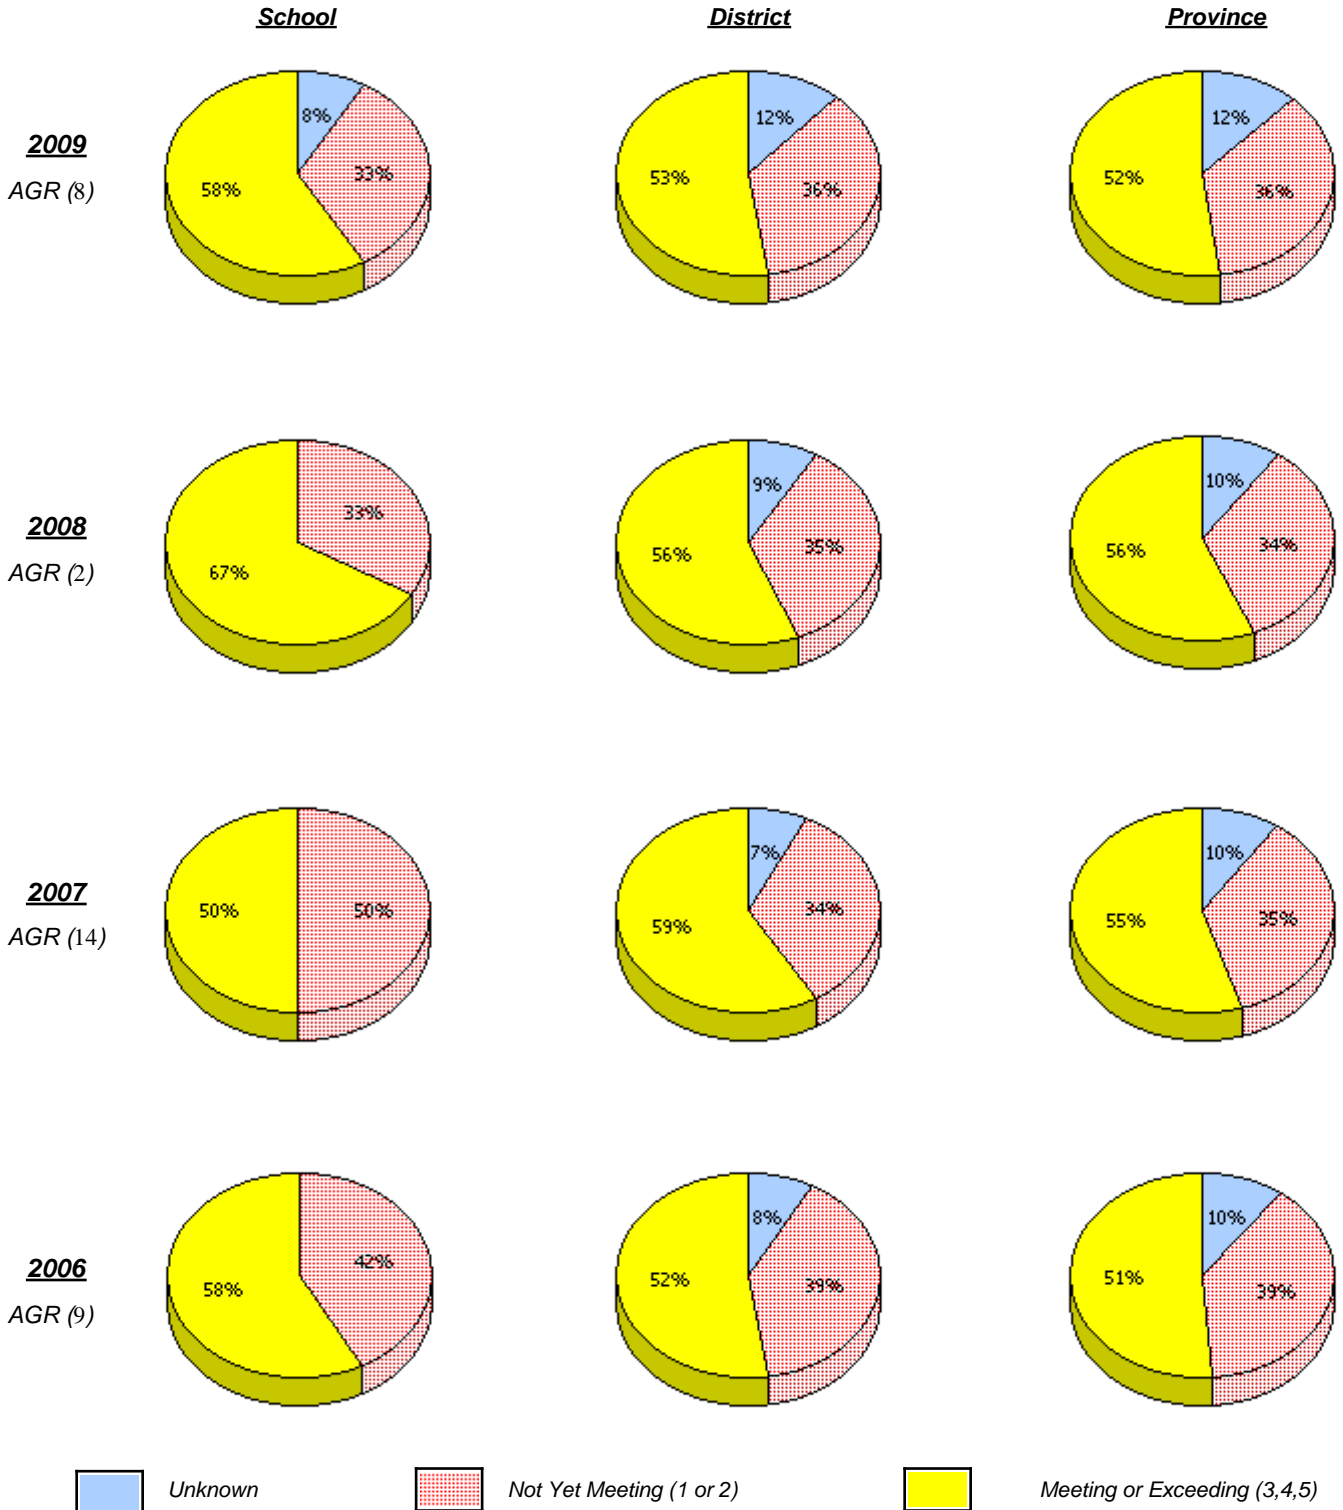 School District Province
2009
AGR (8)
8% 33% 58%
12% 36% 53%
12% 36% 52%
2008
AGR (2)
33% 67%
9% 35% 56%
10% 34% 56%
2007
AGR (14)
50% 50%
7% 34% 59%
10% 35% 55%
2006
AGR (9)
42% 58%
8% 39% 52%
10% 39% 51%
Unknown Not Yet Meeting (1 or 2) Meeting or Exceeding (3,4,5)